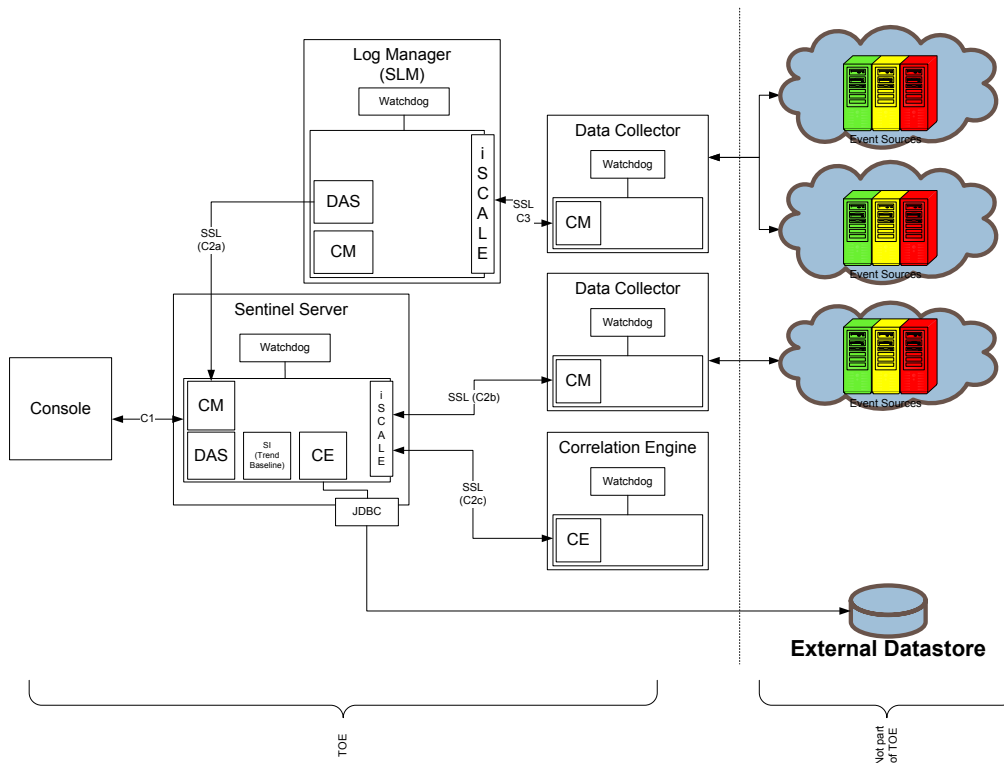 Log Manager
(SLM)
Watchdog
DAS
CM
i
S
C
A
L
E
SSL
(C2a)
SSL
C3
Data Collector
Watchdog
CM
Event Sources
Event Sources
Sentinel Server
Watchdog
CM
DAS
SI
(Trend
Baseline)
CE
i
S
C
A
L
E
JDBC
Console
C1
SSL (C2b)
Data Collector
Watchdog
CM
Event Sources
SSL
(C2c)
Correlation Engine
Watchdog
CE
External Datastore
TOE
Not part
of TOE